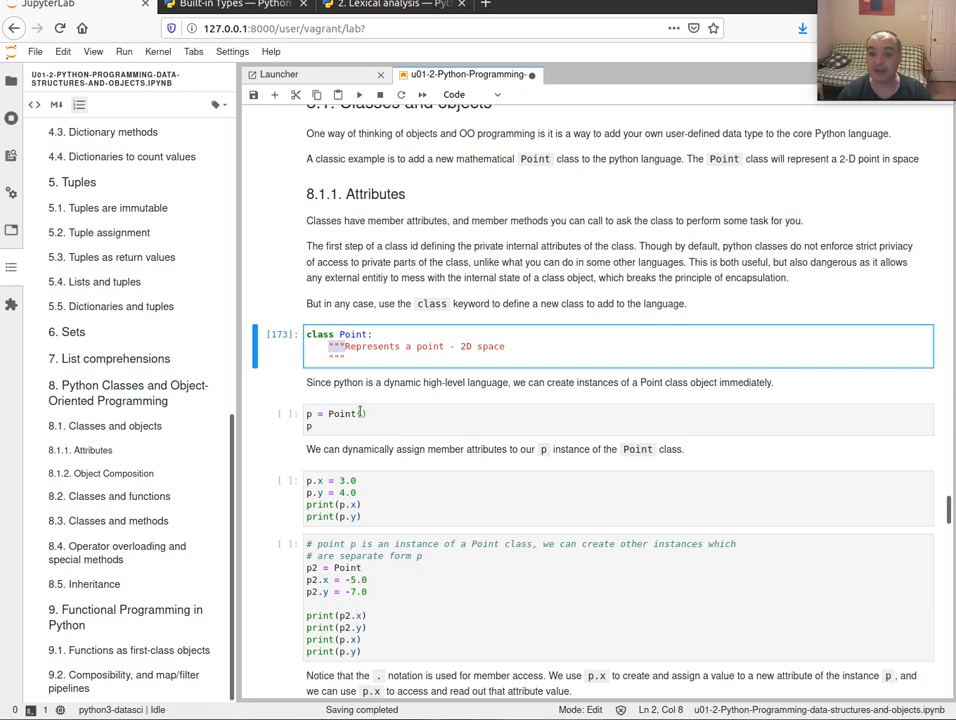 JupyterLab
Built-in Types — Python
2. Lexical analysis — Pyt
127.0.0.1:8000/user/vagrant/lab?
File Edit View Run Kernel Tabs Settings Help
U01-2-PYTHON-PROGRAMMING-DATA-
STRUCTURES-AND-OBJECTS.IPYNB
4.3. Dictionary methods
4.4. Dictionaries to count values
5. Tuples
5.1. Tuples are immutable
5.2. Tuple assignment
5.3. Tuples as return values
5.4. Lists and tuples
5.5. Dictionaries and tuples
6. Sets
7. List comprehensions
8. Python Classes and Object-
Oriented Programming
8.1. Classes and objects
8.1.1. Attributes
8.1.2. Object Composition
8.2. Classes and functions
8.3. Classes and methods
8.4. Operator overloading and
special methods
8.5. Inheritance
9. Functional Programming in
Python
9.1. Functions as first-class objects
9.2. Composibility, and map/filter
pipelines
Launcher
u01-2-Python-Programming-
Code
8.1. Classes and objects
One way of thinking of objects and OO programming is it is a way to add your own user-defined data type to the core Python language.
A classic example is to add a new mathematical Point class to the python language. The Point class will represent a 2-D point in space
8.1.1. Attributes
Classes have member attributes, and member methods you can call to ask the class to perform some task for you.
The first step of a class id defining the private internal attributes of the class. Though by default, python classes do not enforce strict priviacy
of access to private parts of the class, unlike what you can do in some other languages. This is both useful, but also dangerous as it allows
any external entitiy to mess with the internal state of a class object, which breaks the principle of encapsulation.
But in any case, use the class keyword to define a new class to add to the language.
[173]: class Point:
"""Represents a point - 2D space
"""
Since python is a dynamic high-level language, we can create instances of a Point class object immediately.
[ ]: p = Point()
p
We can dynamically assign member attributes to our p instance of the Point class.
[ ]: p.x = 3.0
p.y = 4.0
print(p.x)
print(p.y)
[ ]: # point p is an instance of a Point class, we can create other instances which
# are separate form p
p2 = Point
p2.x = -5.0
p2.y = -7.0
print(p2.x)
print(p2.y)
print(p.x)
print(p.y)
Notice that the . notation is used for member access. We use p.x to create and assign a value to a new attribute of the instance p , and
we can use p.x to access and read out that attribute value.
0 1 python3-datasci | Idle Saving completed Mode: Edit Ln 2, Col 8 u01-2-Python-Programming-data-structures-and-objects.ipynb